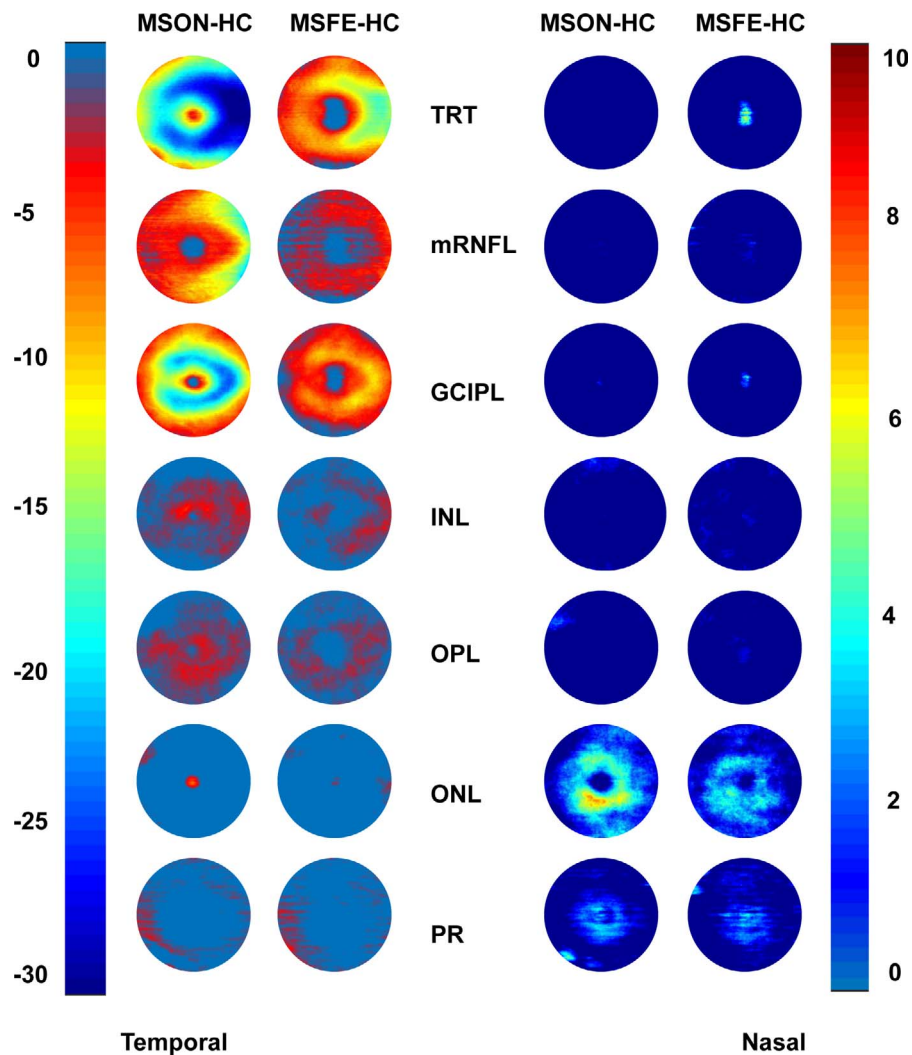 MSON-HC MSFE-HC MSON-HC MSFE-HC
0 10
TRT
-5 8
mRNFL
-10
GCIPL 6
-15
INL
4
-20 OPL
ONL 2
-25
PR
-30 0
Temporal Nasal